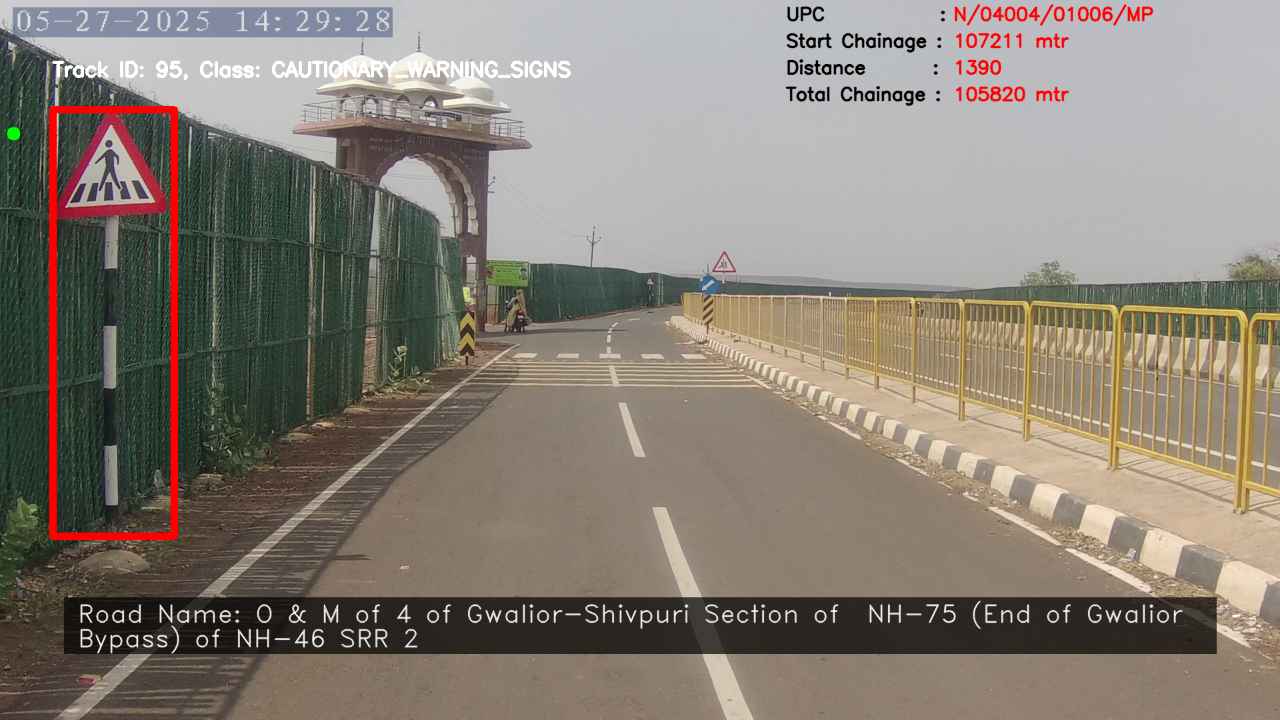 05-27-2025 14:29:28
UPC : N/04004/01006/MP
Start Chainage : 107211 mtr
Distance : 1390
Total Chainage : 105820 mtr
Track ID: 95, Class: CAUTIONARY_WARNING_SIGNS
Road Name: O & M of 4 of Gwalior-Shivpuri Section of NH-75 (End of Gwalior
Bypass) of NH-46 SRR 2